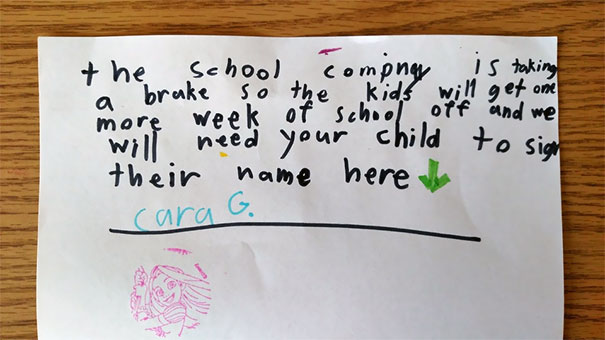 the school compny is taking
a brake so the kids will get one
more week of school off and we
will need your child to sign
their name here
cara G.